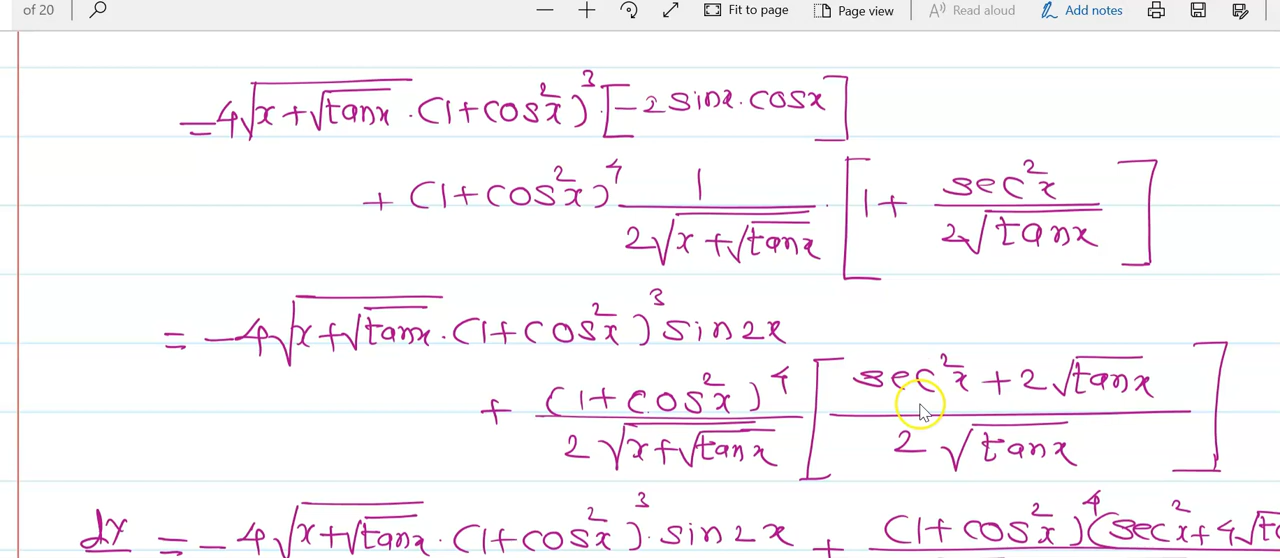 of 20 Fit to page Page view Read aloud Add notes
= 4√(x+√tanx) · (1+cos²x)³ [-2 sinx·cosx]
+ (1+cos²x)⁴ 1/(2√(x+√tanx)) · [1 + sec²x/(2√tanx)]
= -4√(x+√tanx) · (1+cos²x)³ sin2x
+ (1+cos²x)⁴/(2√(x+√tanx)) [(sec²x + 2√tanx)/(2√tanx)]
= -4√(x+√tanx) · (1+cos²x)³ · sin2x + (1+cos²x)⁴(sec²x+4√